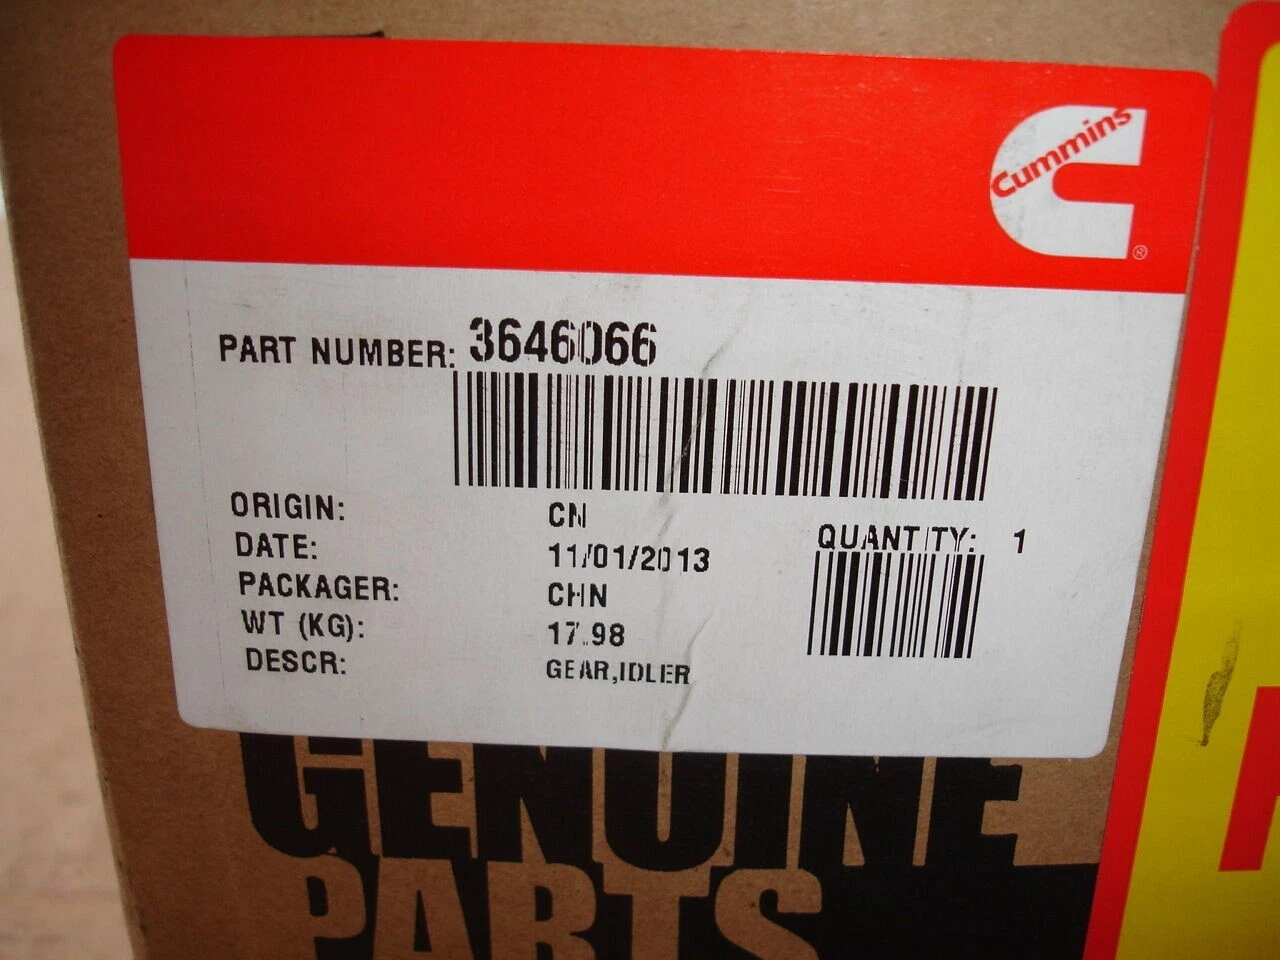 Cummins
®
PART NUMBER: 3646066
ORIGIN: CN
DATE: 11/01/2013
QUANTITY: 1
PACKAGER: CHN
WT (KG): 17.98
DESCR: GEAR,IDLER
GENUINE
PARTS